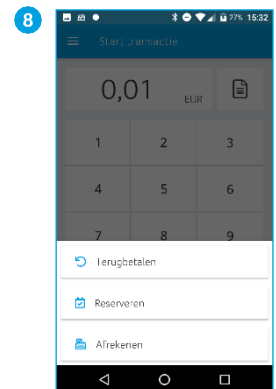 8
27% 15:32
Start transactie
0,01 EUR
1 2 3
4 5 6
7 8 9
Terugbetalen
Reserveren
Afrekenen